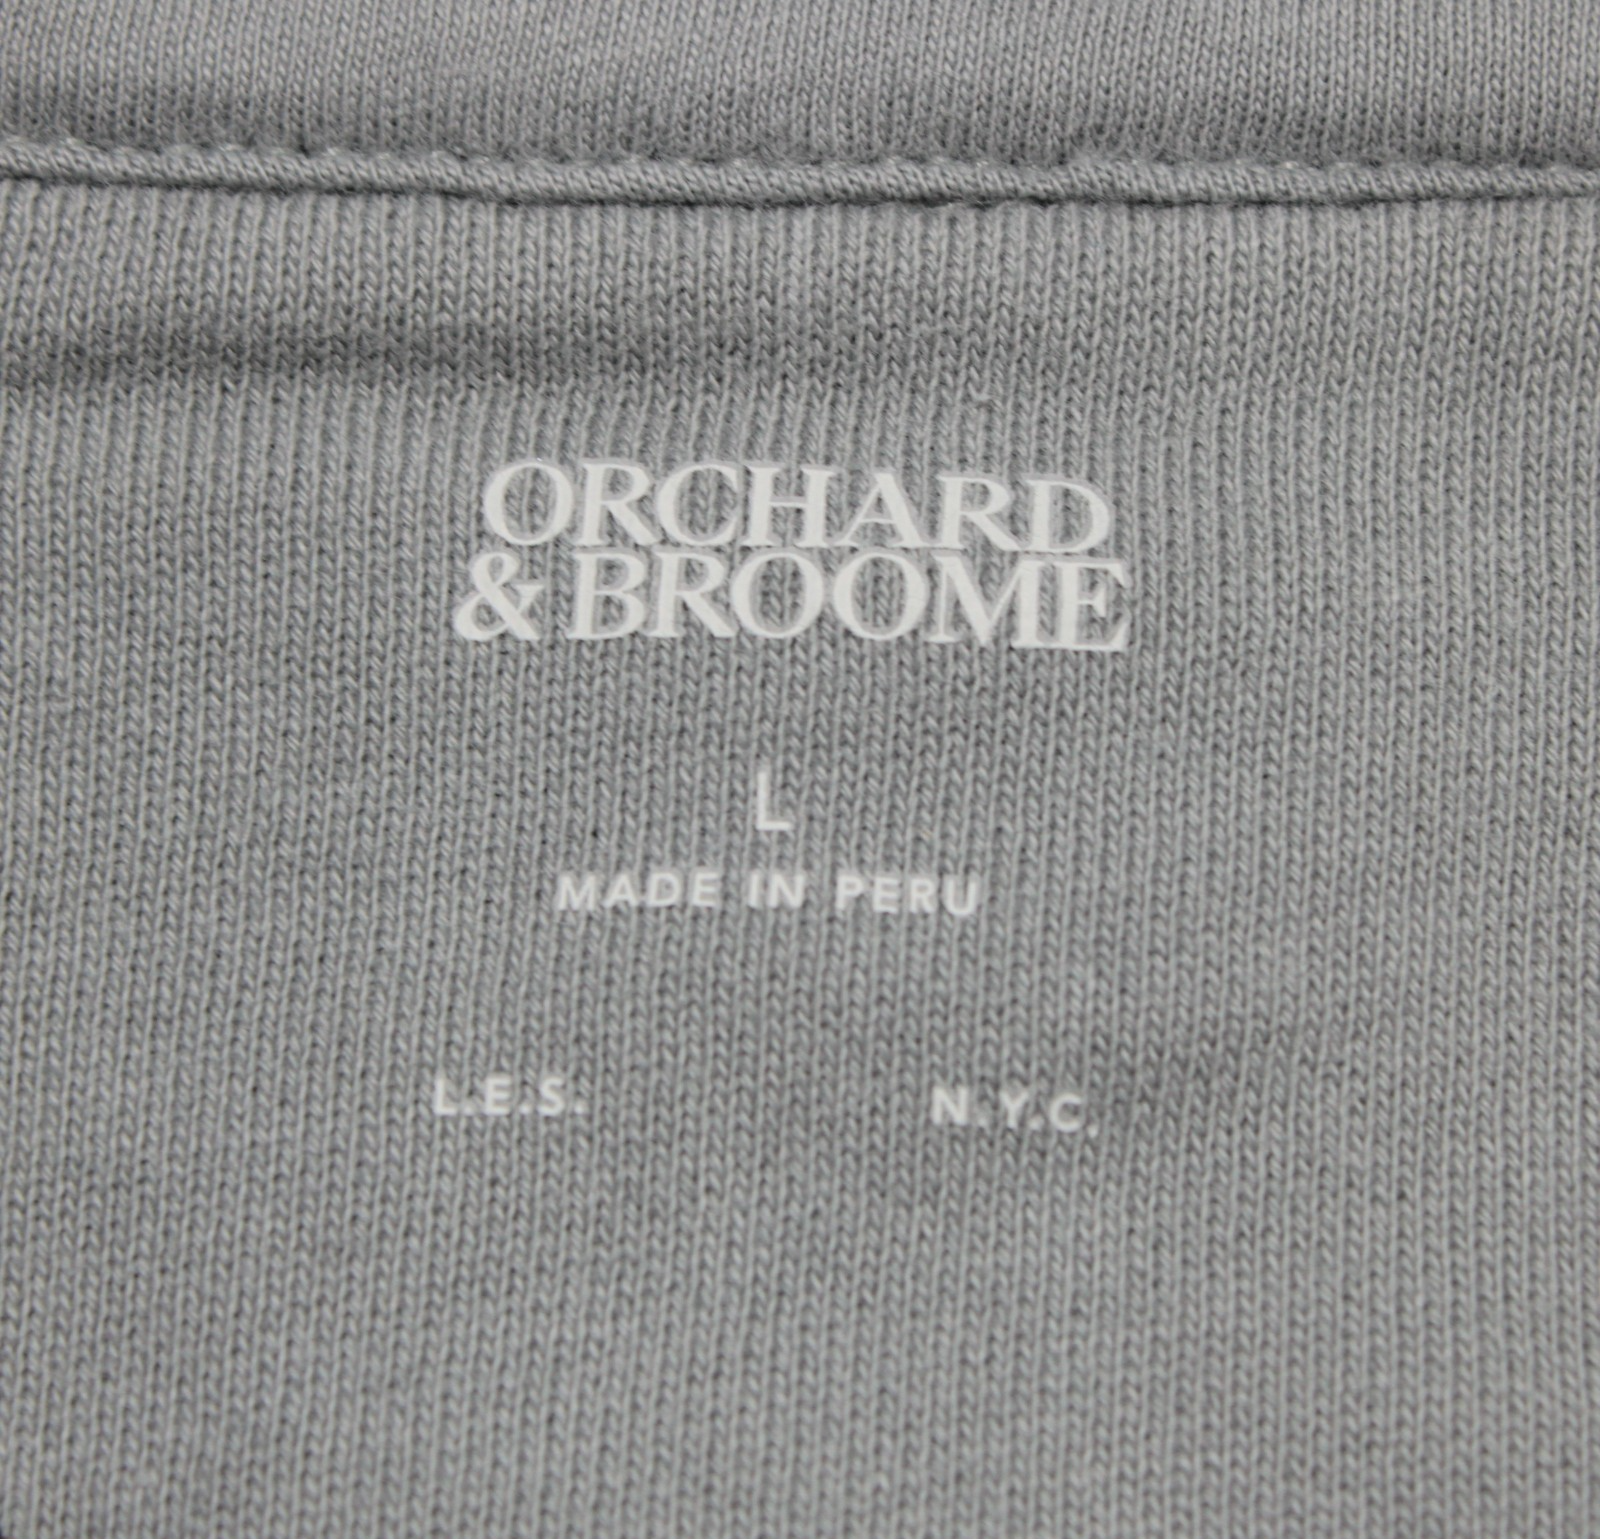 ORCHARD
& BROOME
L
MADE IN PERU
L.E.S. N.Y.C.